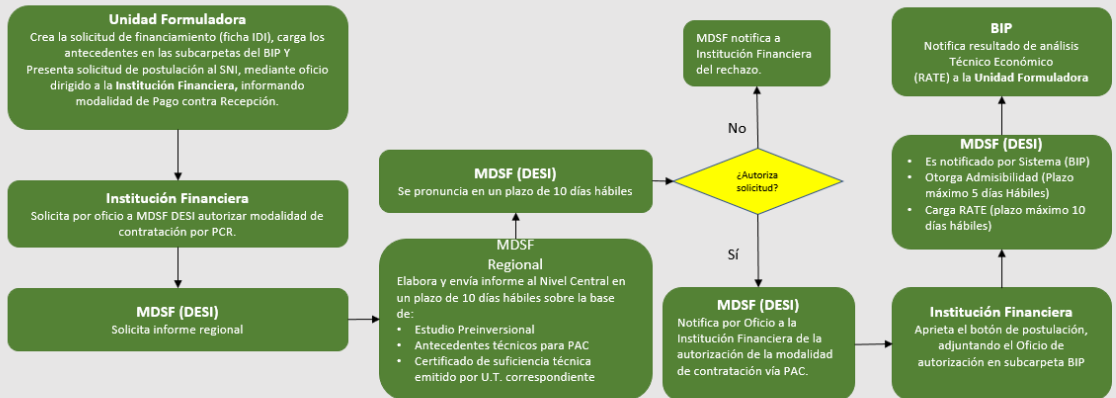 Unidad Formuladora
Crea la solicitud de financiamiento (ficha IDI), carga los
antecedentes en las subcarpetas del BIP Y
Presenta solicitud de postulación al SNI, mediante oficio
dirigido a la Institución Financiera, informando
modalidad de Pago contra Recepción.
Institución Financiera
Solicita por oficio a MDSF DESI autorizar modalidad de
contratación por PCR.
MDSF (DESI)
Solicita informe regional
MDSF
Regional
Elabora y envía informe al Nivel Central en
un plazo de 10 días hábiles sobre la base
de:
• Estudio Preinversional
• Antecedentes técnicos para PAC
• Certificado de suficiencia técnica
emitido por U.T. correspondiente
MDSF (DESI)
Se pronuncia en un plazo de 10 días hábiles
¿Autoriza
solicitud?
No
MDSF notifica a
Institución Financiera
del rechazo.
Sí
MDSF (DESI)
Notifica por Oficio a la
Institución Financiera de la
autorización de la modalidad
de contratación vía PAC.
Institución Financiera
Aprieta el botón de postulación,
adjuntando el Oficio de
autorización en subcarpeta BIP
MDSF (DESI)
• Es notificado por Sistema (BIP)
• Otorga Admisibilidad (Plazo
máximo 5 días Hábiles)
• Carga RATE (plazo máximo 10
días hábiles)
BIP
Notifica resultado de análisis
Técnico Económico
(RATE) a la Unidad Formuladora